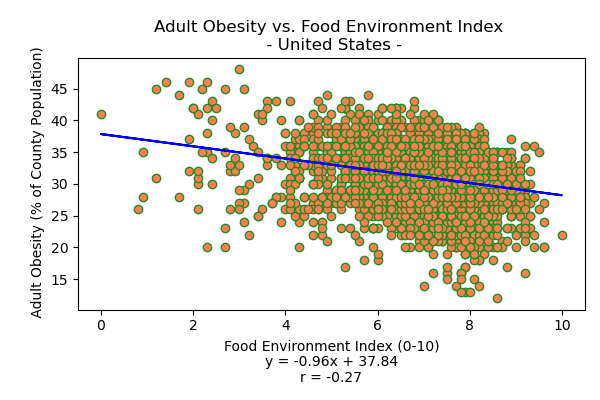 Adult Obesity vs. Food Environment Index
- United States -
Adult Obesity (% of County Population)
45
40
35
30
25
20
15
0
2
4
6
8
10
Food Environment Index (0-10)
y = -0.96x + 37.84
r = -0.27